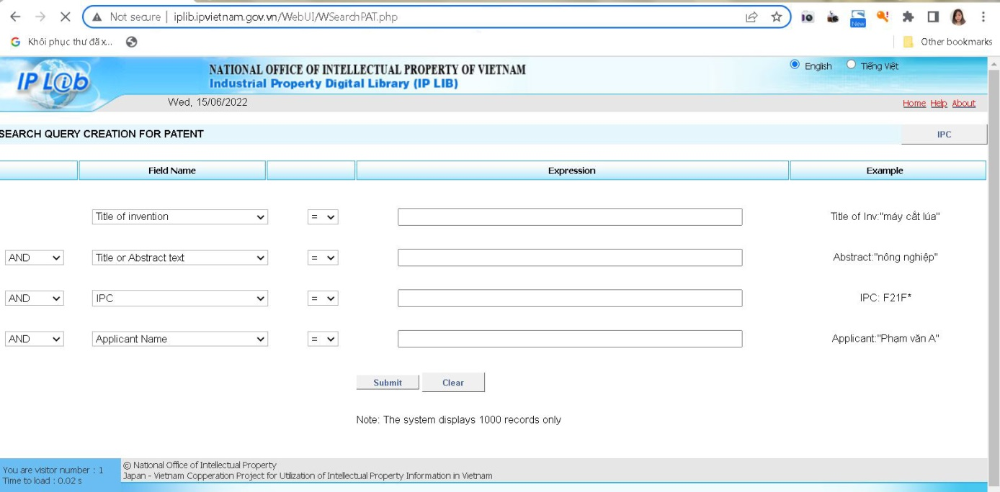 Not secure | iplib.ipvietnam.gov.vn/WebUI/WSearchPAT.php
New
Khôi phục thư đã x...
Other bookmarks
IP L@b
NATIONAL OFFICE OF INTELLECTUAL PROPERTY OF VIETNAM
Industrial Property Digital Library (IP LIB)
English Tiếng Việt
Wed, 15/06/2022
Home Help About
SEARCH QUERY CREATION FOR PATENT
IPC
Field Name Expression Example
Title of invention = Title of Inv:"máy cắt lúa"
AND Title or Abstract text = Abstract:"nông nghiệp"
AND IPC = IPC: F21F*
AND Applicant Name = Applicant:"Phạm văn A"
Submit Clear
Note: The system displays 1000 records only
You are visitor number : 1
Time to load : 0.02 s
© National Office of Intellectual Property
Japan - Vietnam Copperation Project for Utilization of Intellectual Property Information in Vietnam